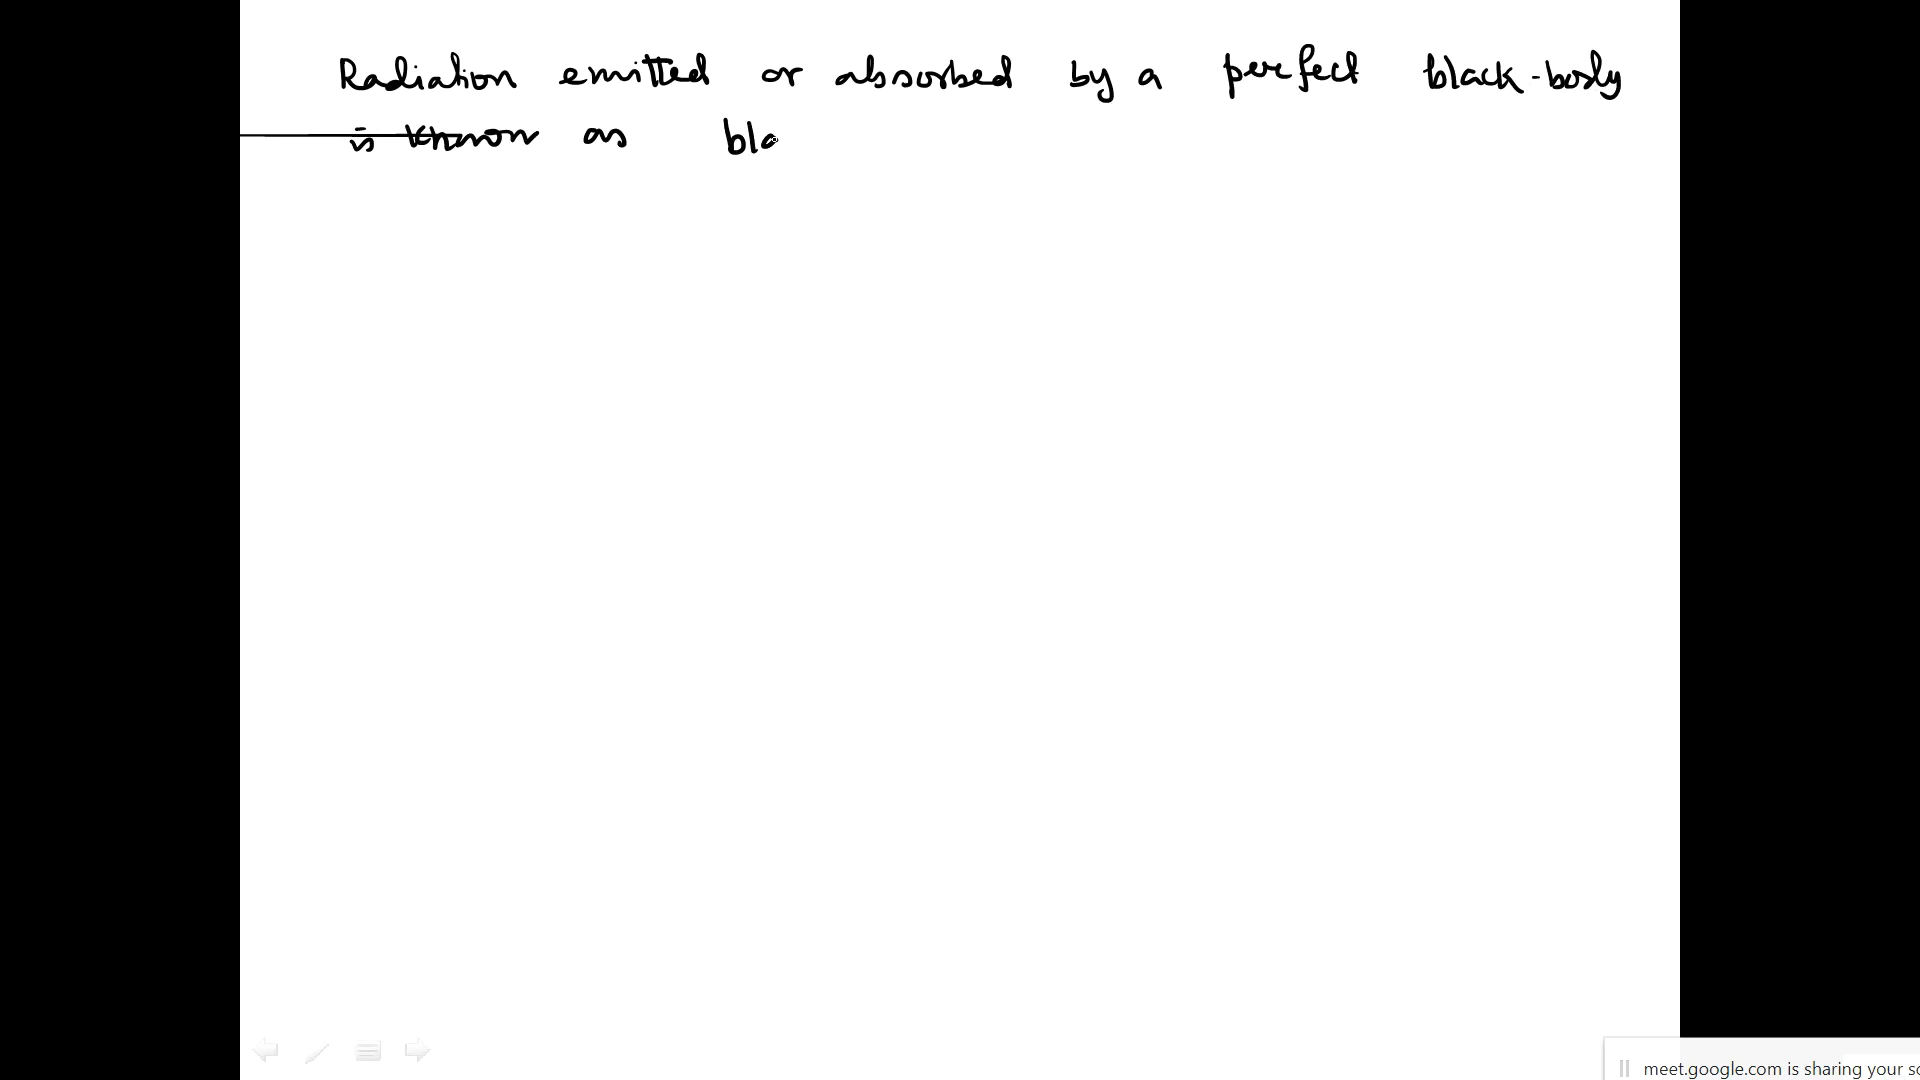 Radiation emitted or absorbed by a perfect black-body
is known as bla
meet.google.com is sharing your sc